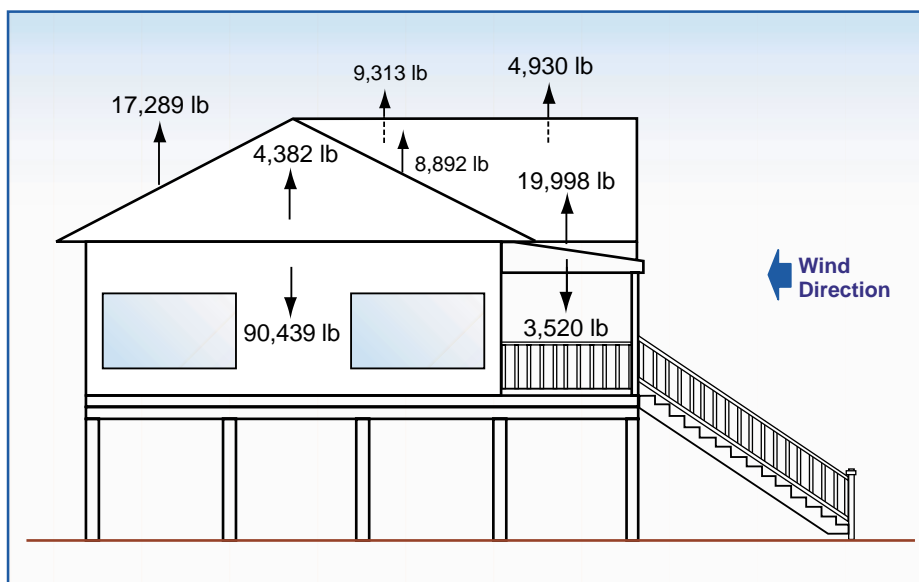 9,313 lb
4,930 lb
17,289 lb
4,382 lb
8,892 lb
19,998 lb
Wind
Direction
90,439 lb
3,520 lb